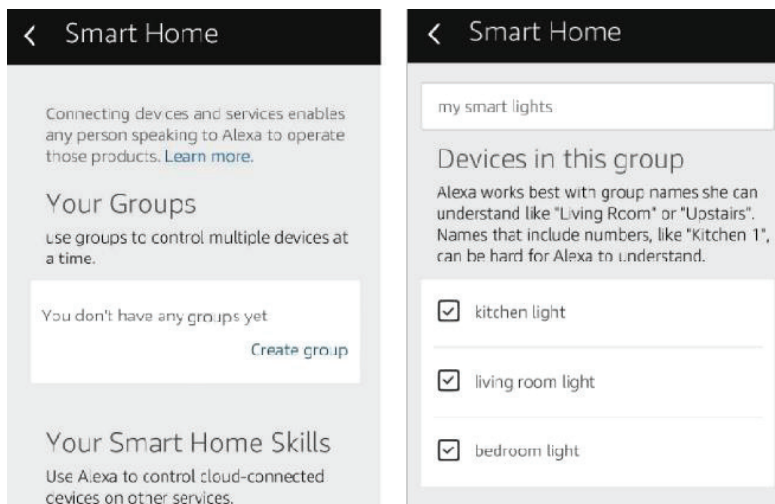 Smart Home
Connecting devices and services enables
any person speaking to Alexa to operate
those products. Learn more.
Your Groups
use groups to control multiple devices at
a time.
You don't have any groups yet
Create group
Your Smart Home Skills
Use Alexa to control cloud-connected
devices on other services.
Smart Home
my smart lights
Devices in this group
Alexa works best with group names she can
understand like "Living Room" or "Upstairs".
Names that include numbers, like "Kitchen 1",
can be hard for Alexa to understand.
kitchen light
living room light
bedroom light